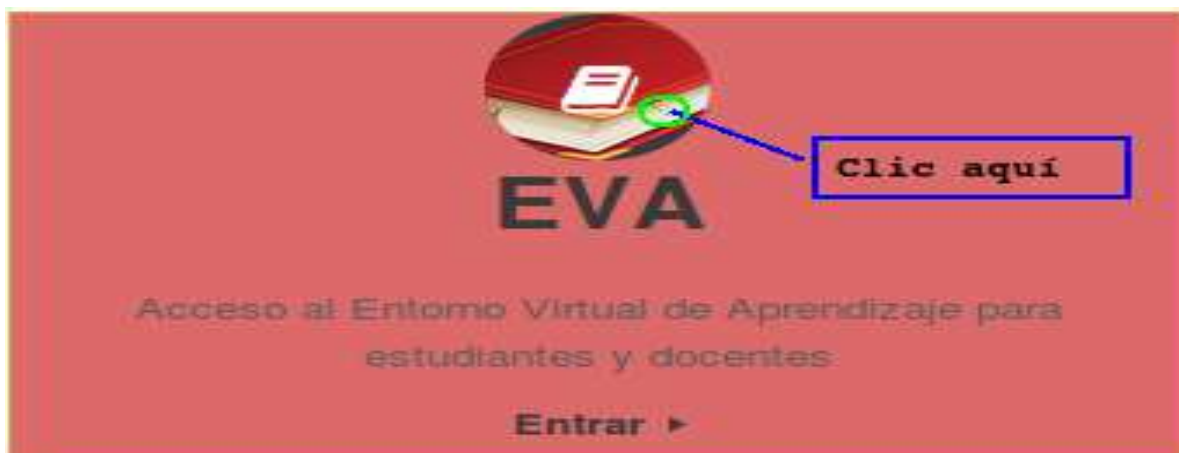 Clic aquí
EVA
Acceso al Entorno Virtual de Aprendizaje para
estudiantes y docentes
Entrar ▸